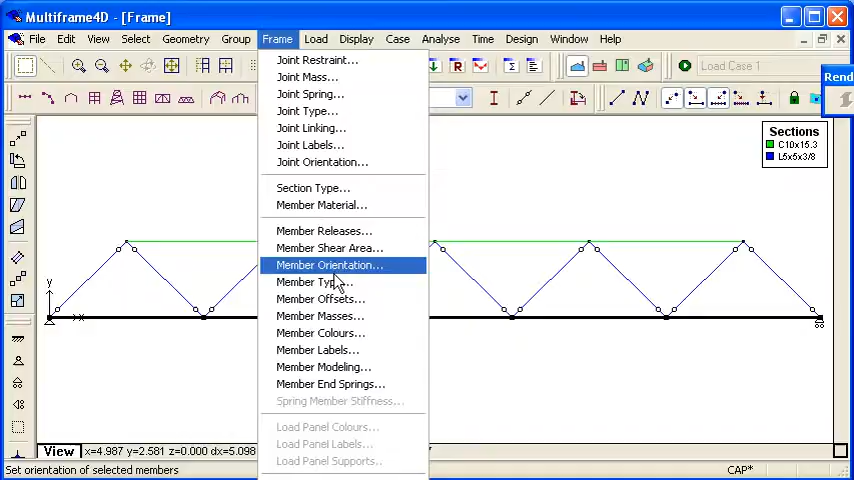 Multiframe4D - [Frame]
File Edit View Select Geometry Group Frame Load Display Case Analyse Time Design Window Help
Load Case 1
Rend
Joint Restraint...
Joint Mass...
Joint Spring...
Joint Type...
Joint Linking...
Joint Labels...
Joint Orientation...
Section Type...
Member Material...
Member Releases...
Member Shear Area...
Member Orientation...
Member Type...
Member Offsets...
Member Masses...
Member Colours...
Member Labels...
Member Modeling...
Member End Springs...
Spring Member Stiffness...
Load Panel Colours...
Load Panel Labels...
Load Panel Supports...
Sections
C10x15.3
L5x5x3/8
y
View x=4.987 y=2.581 z=0.000 dx=5.098
Set orientation of selected members
CAP*